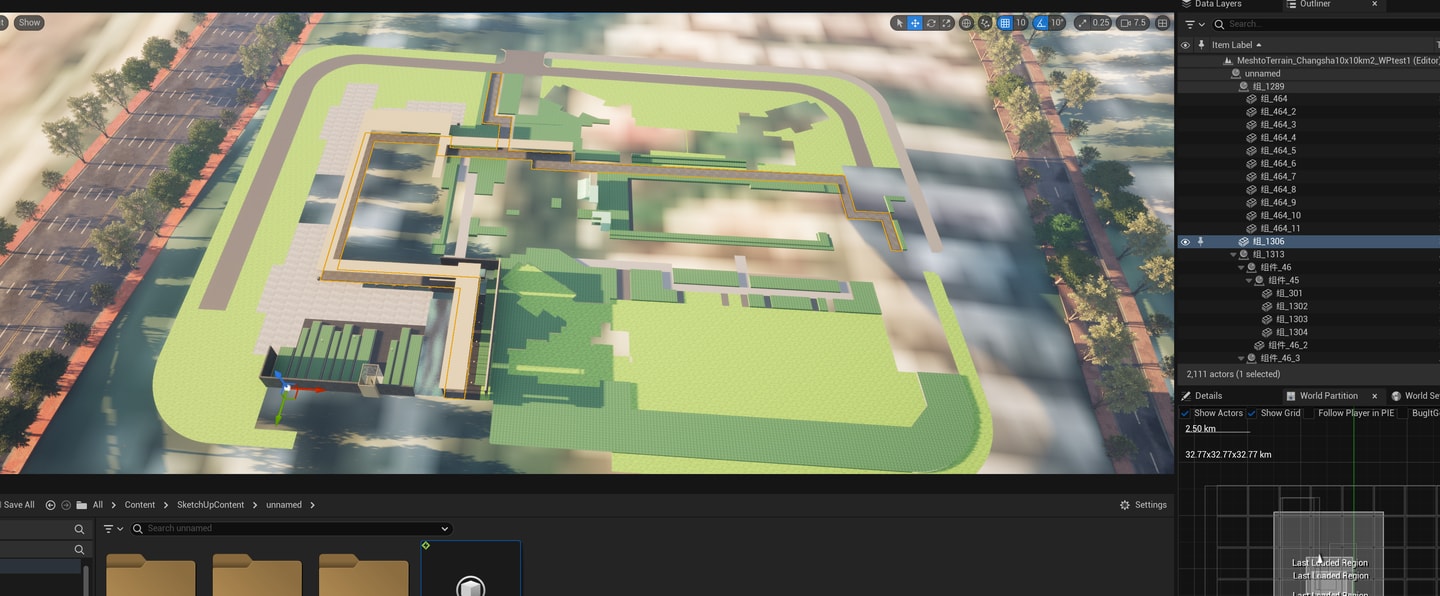 Show
10
10°
0.25
7.5
Save All
All
Content
SketchUpContent
unnamed
Settings
Search unnamed
Data Layers
Outliner
Search...
Item Label
MeshtoTerrain_Changsha10x10km2_WPtest1 (Editor)
unnamed
组_1289
组_464
组_464_2
组_464_3
组_464_4
组_464_5
组_464_6
组_464_7
组_464_8
组_464_9
组_464_10
组_464_11
组_1306
组_1313
组件_46
组件_45
组_301
组_1302
组_1303
组_1304
组件_46_2
组件_46_3
2,111 actors (1 selected)
Details
World Partition
World Se
Show Actors
Show Grid
Follow Player in PIE
BugItG
2.50 km
32.77x32.77x32.77 km
Last Loaded Region
Last Loaded Region
Last Loaded Region